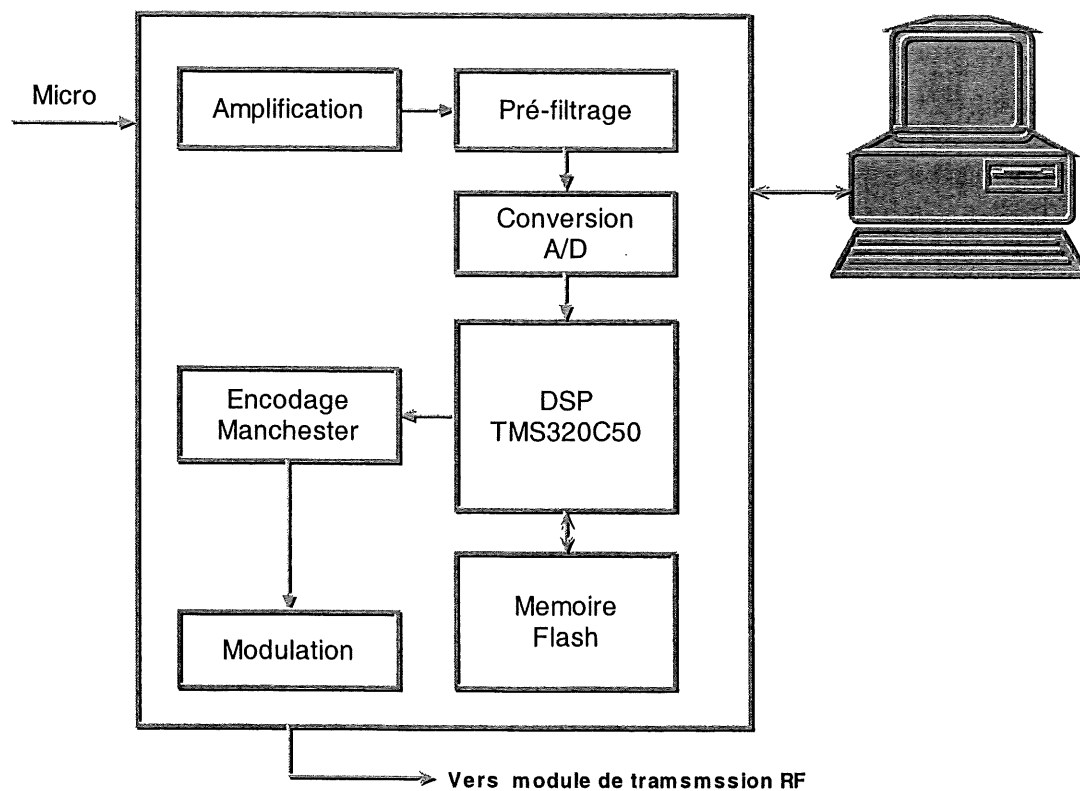 Micro
Amplification
Pré-filtrage
Conversion
A/D
DSP
TMS320C50
Encodage
Manchester
Memoire
Flash
Modulation
Vers module de tramsmssion RF